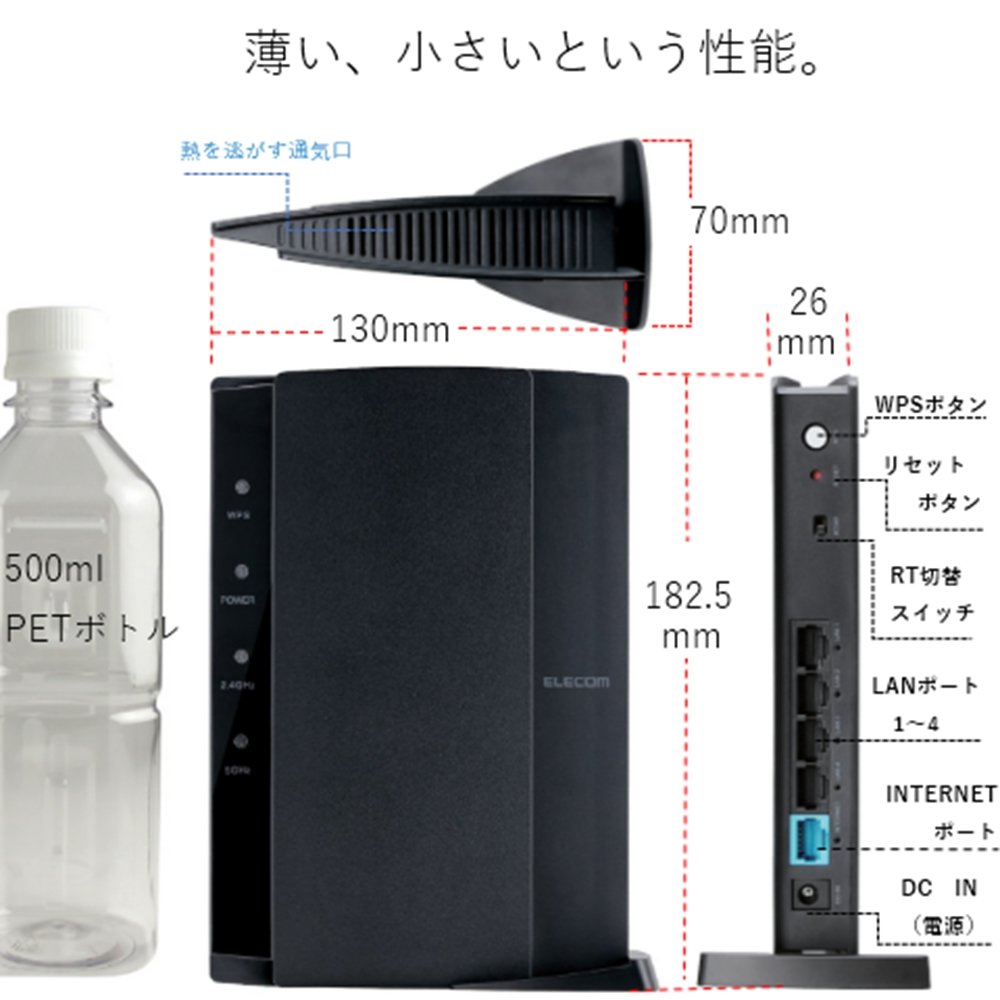 薄い、小さいという性能。
熱を逃がす通気口
70mm
130mm
26
mm
WPSボタン
リセット
ボタン
RT切替
スイッチ
LANポート
1～4
INTERNET
ポート
DC IN
（電源）
182.5
mm
500ml
PETボトル
WPS
POWER
2.4GHz
5GHz
ELECOM